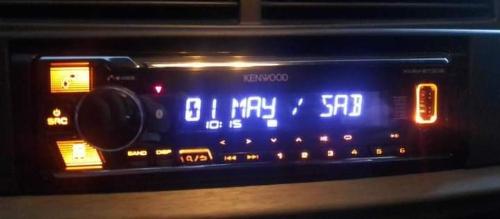 KENWOOD
01 MAY / SAB
10:15
SRC
BAND DISP
1 2 3 4 5 6